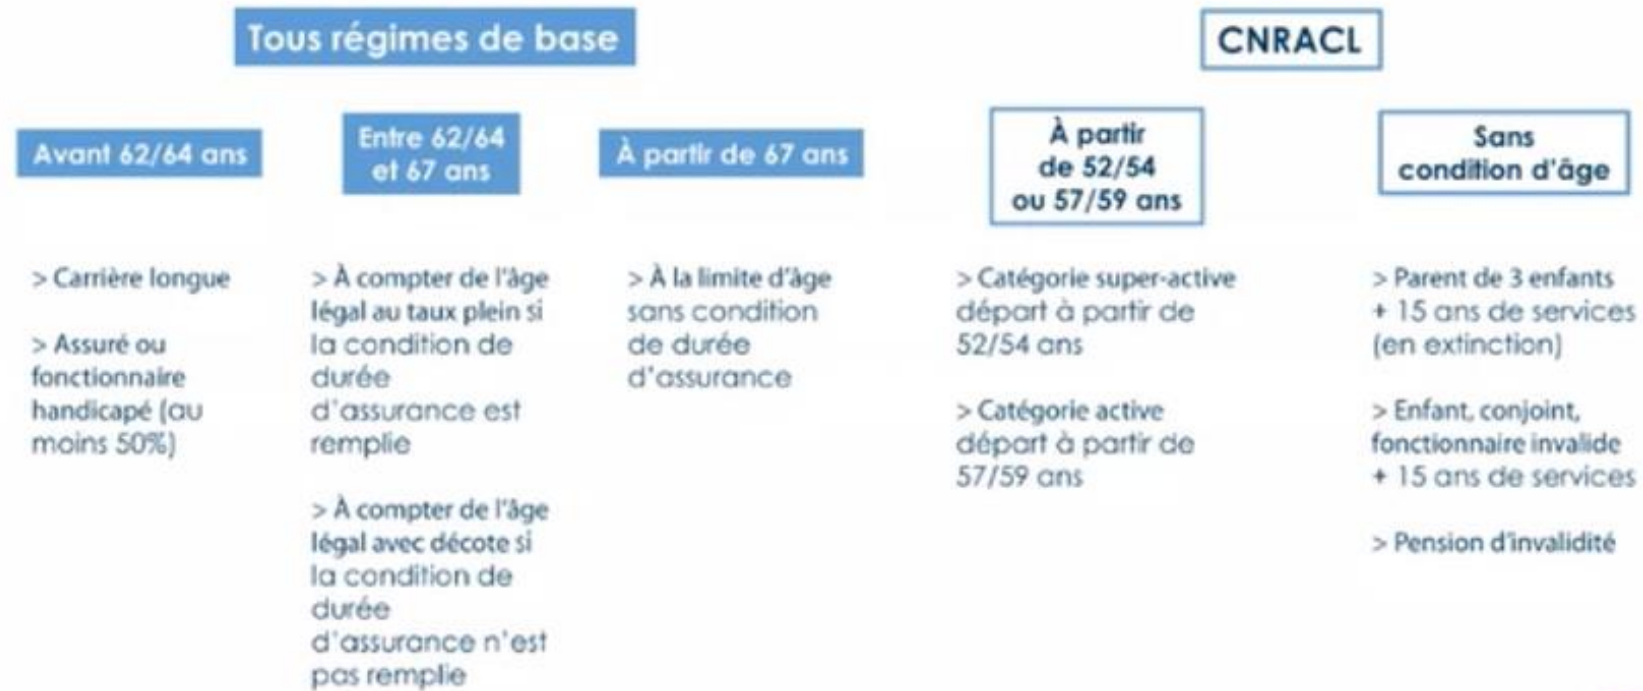 Tous régimes de base
Avant 62/64 ans
> Carrière longue
> Assuré ou
fonctionnaire
handicapé (au
moins 50%)
Entre 62/64
et 67 ans
> À compter de l'âge
légal au taux plein si
la condition de
durée
d'assurance est
remplie
> À compter de l'âge
légal avec décote si
la condition de
durée
d'assurance n'est
pas remplie
À partir de 67 ans
> À la limite d'âge
sans condition
de durée
d'assurance
CNRACL
À partir
de 52/54
ou 57/59 ans
> Catégorie super-active
départ à partir de
52/54 ans
> Catégorie active
départ à partir de
57/59 ans
Sans
condition d'âge
> Parent de 3 enfants
+ 15 ans de services
(en extinction)
> Enfant, conjoint,
fonctionnaire invalide
+ 15 ans de services
> Pension d'invalidité